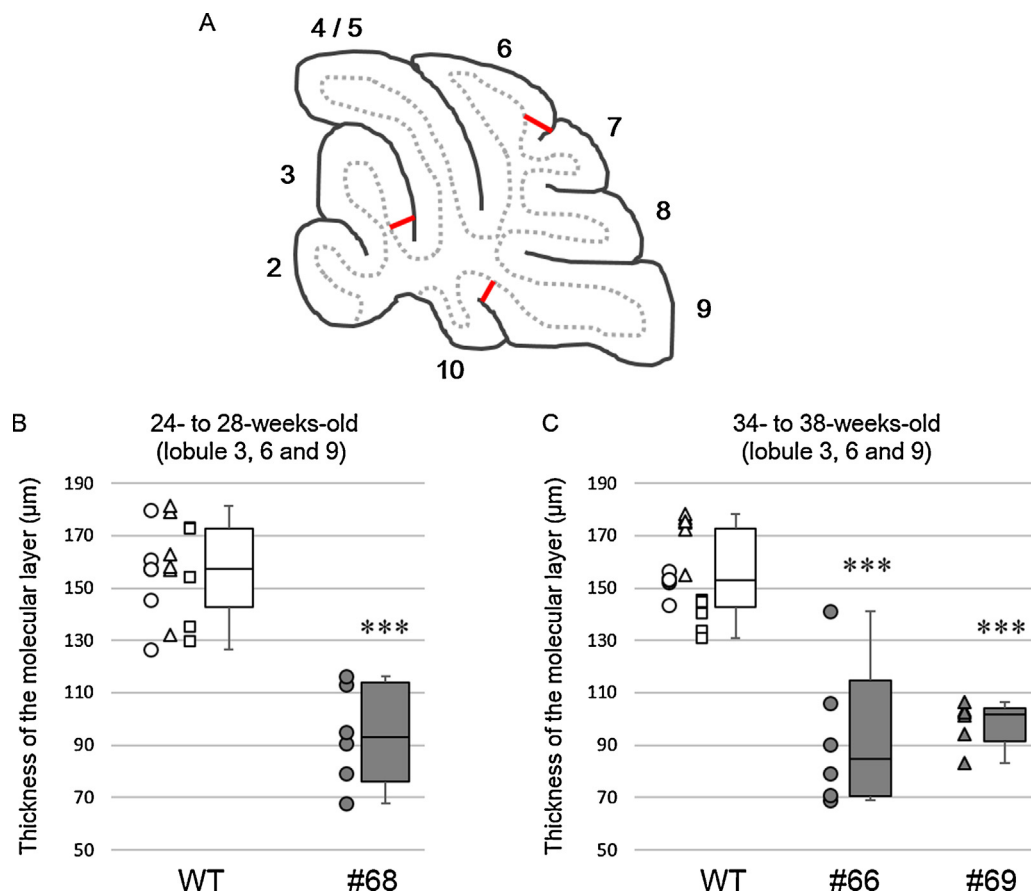 A
4 / 5
6
7
3
8
2
9
10
B
24- to 28-weeks-old
(lobule 3, 6 and 9)
Thickness of the molecular layer (μm)
190
170
150
130
110
90
70
50
***
WT
#68
C
34- to 38-weeks-old
(lobule 3, 6 and 9)
Thickness of the molecular layer (μm)
190
170
150
130
110
90
70
50
***
***
WT
#66
#69